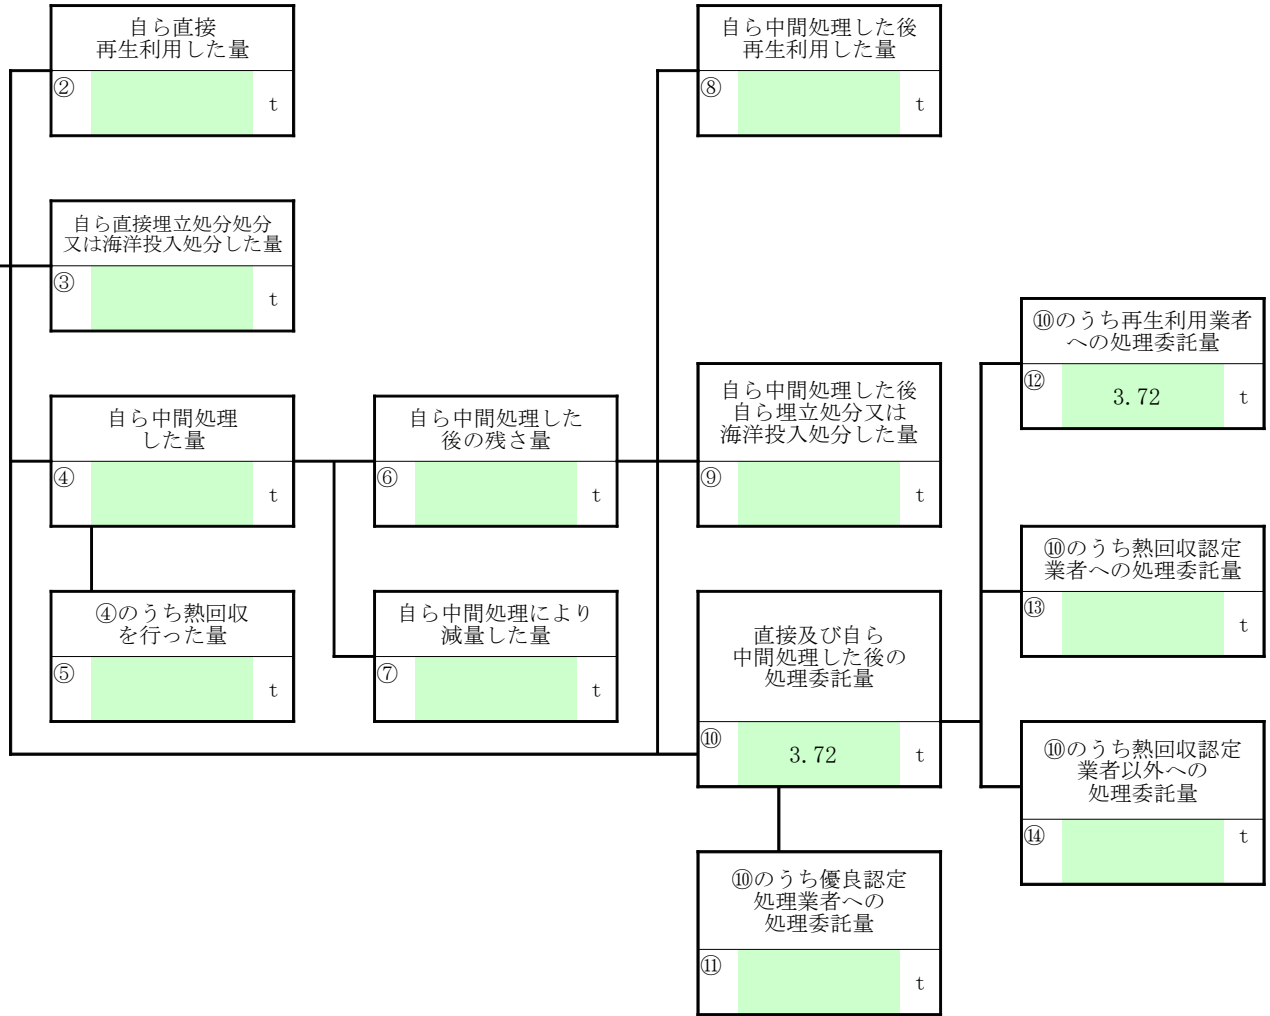 自ら直接
再生利用した量
②
t
自ら中間処理した後
再生利用した量
⑧
t
自ら直接埋立処分処分
又は海洋投入処分した量
③
t
⑩のうち再生利用業者
への処理委託量
⑫
3.72
t
自ら中間処理
した量
④
t
自ら中間処理した
後の残さ量
⑥
t
自ら中間処理した後
自ら埋立処分又は
海洋投入処分した量
⑨
t
⑩のうち熱回収認定
業者への処理委託量
⑬
t
④のうち熱回収
を行った量
⑤
t
自ら中間処理により
減量した量
⑦
t
直接及び自ら
中間処理した後の
処理委託量
⑩
3.72
t
⑩のうち熱回収認定
業者以外への
処理委託量
⑭
t
⑩のうち優良認定
処理業者への
処理委託量
⑪
t